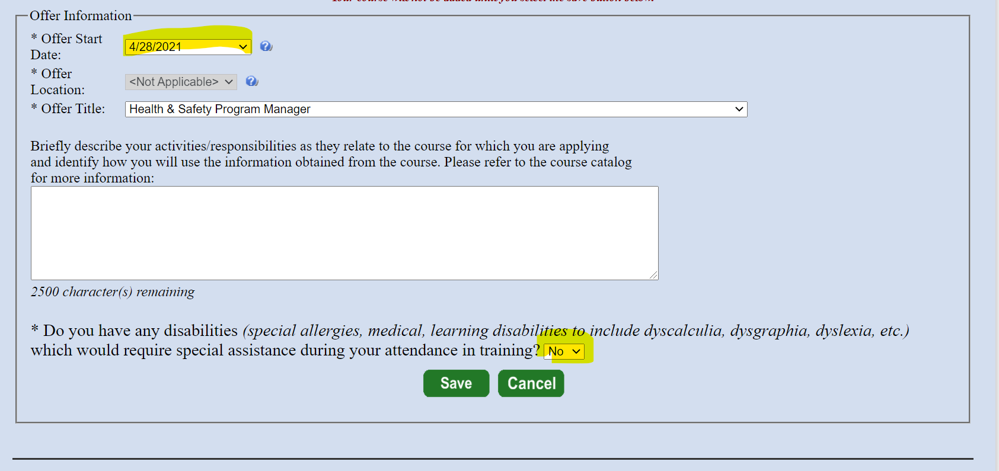 Offer Information
* Offer Start
Date:
4/28/2021
* Offer
Location:
<Not Applicable>
* Offer Title:
Health & Safety Program Manager
Briefly describe your activities/responsibilities as they relate to the course for which you are applying
and identify how you will use the information obtained from the course. Please refer to the course catalog
for more information:
2500 character(s) remaining
* Do you have any disabilities (special allergies, medical, learning disabilities to include dyscalculia, dysgraphia, dyslexia, etc.)
which would require special assistance during your attendance in training? No
Save Cancel